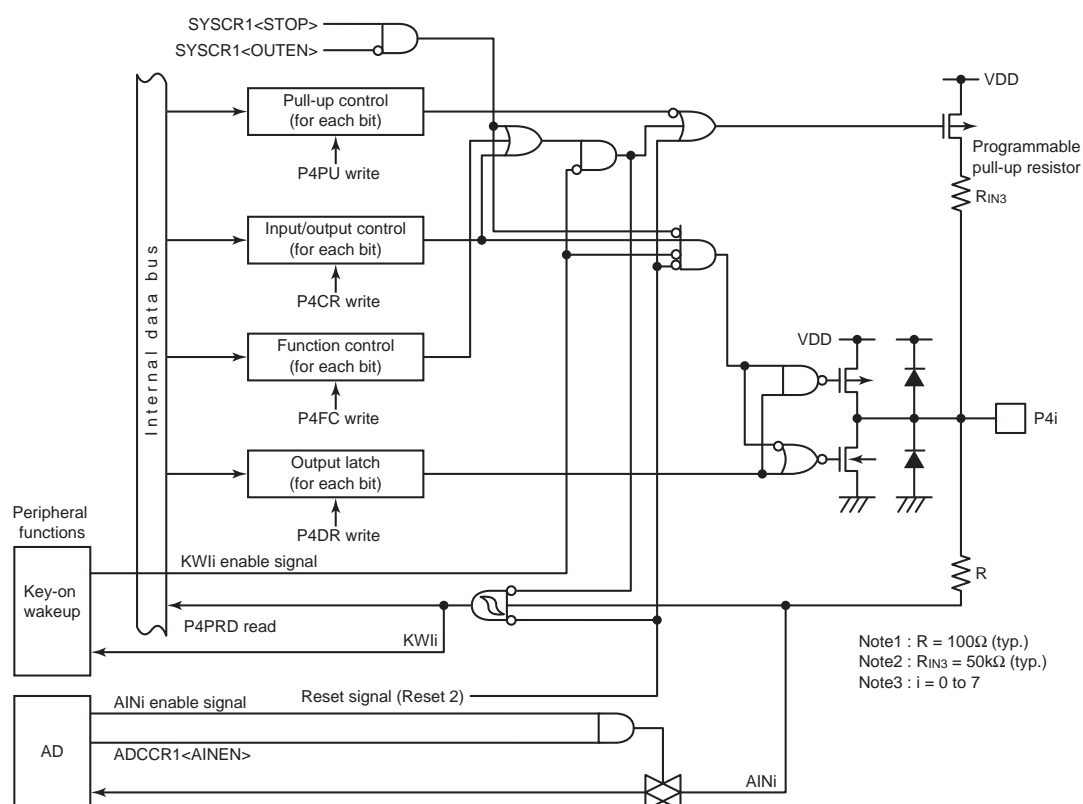 SYSCR1<STOP>
SYSCR1<OUTEN>
VDD
Pull-up control
(for each bit)
P4PU write
Programmable
pull-up resistor
RIN3
Internal data bus
Input/output control
(for each bit)
P4CR write
Function control
(for each bit)
P4FC write
VDD
P4i
Output latch
(for each bit)
P4DR write
Peripheral
functions
Key-on
wakeup
KWIi enable signal
R
P4PRD read
KWIi
Note1 : R = 100Ω (typ.)
Note2 : RIN3 = 50kΩ (typ.)
Note3 : i = 0 to 7
Reset signal (Reset 2)
AD
AINi enable signal
ADCCR1<AINEN>
AINi